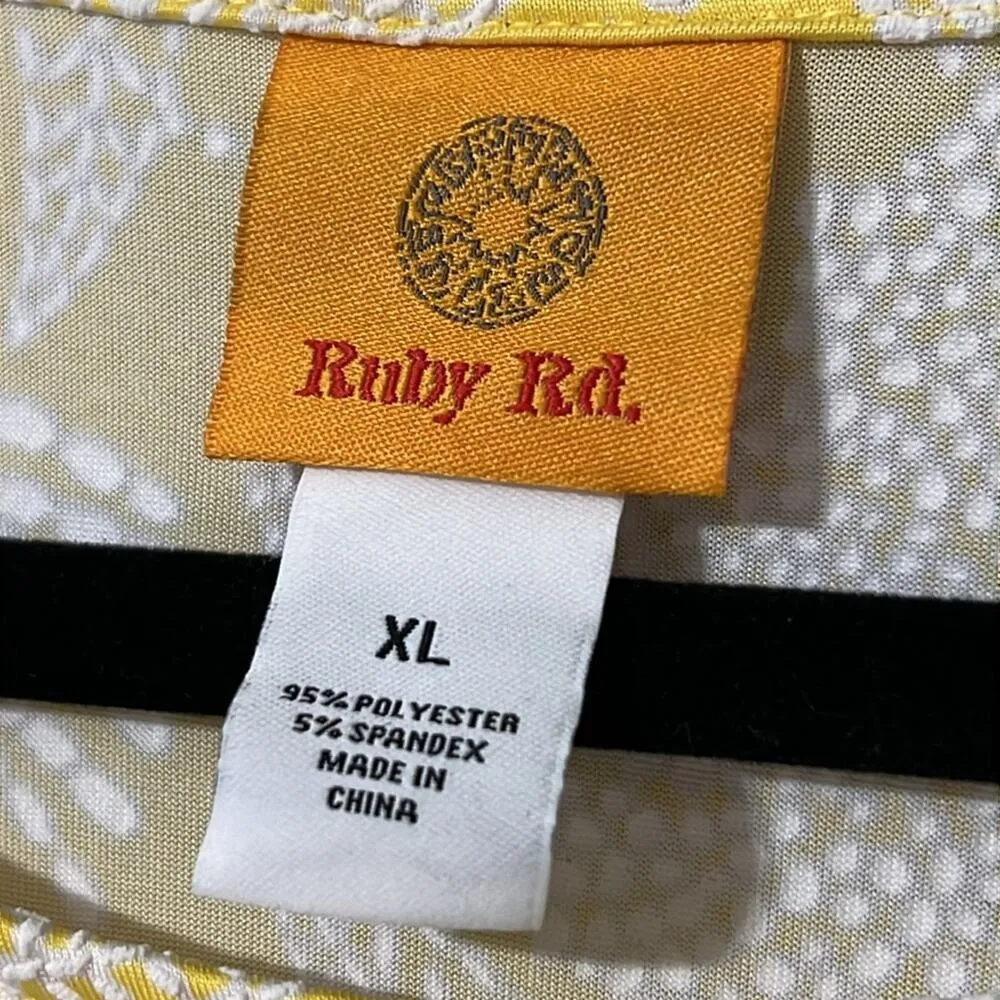 Ruby Rd.
XL
95% POLYESTER
5% SPANDEX
MADE IN
CHINA